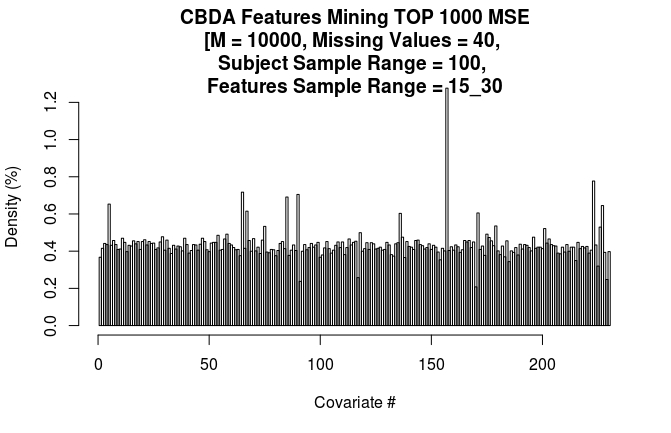 CBDA Features Mining TOP 1000 MSE
[M = 10000, Missing Values = 40,
Subject Sample Range = 100,
Features Sample Range = 15_30
Density (%)
1.2
1.0
0.8
0.6
0.4
0.2
0.0
0 50 100 150 200
Covariate #